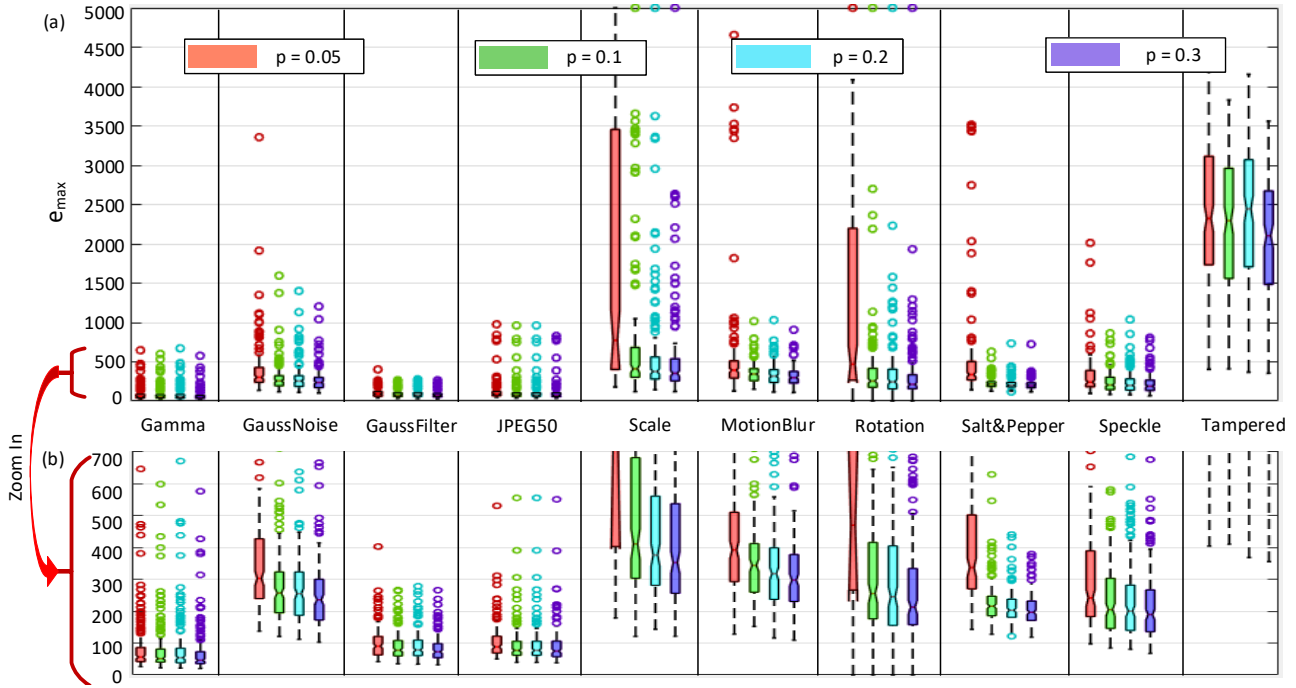 (a)
5000
4500
4000
3500
3000
2500
2000
1500
1000
500
0
e_max
p = 0.05
p = 0.1
p = 0.2
p = 0.3
Gamma
GaussNoise
GaussFilter
JPEG50
Scale
MotionBlur
Rotation
Salt&Pepper
Speckle
Tampered
Zoom In
(b)
700
600
500
400
300
200
100
0